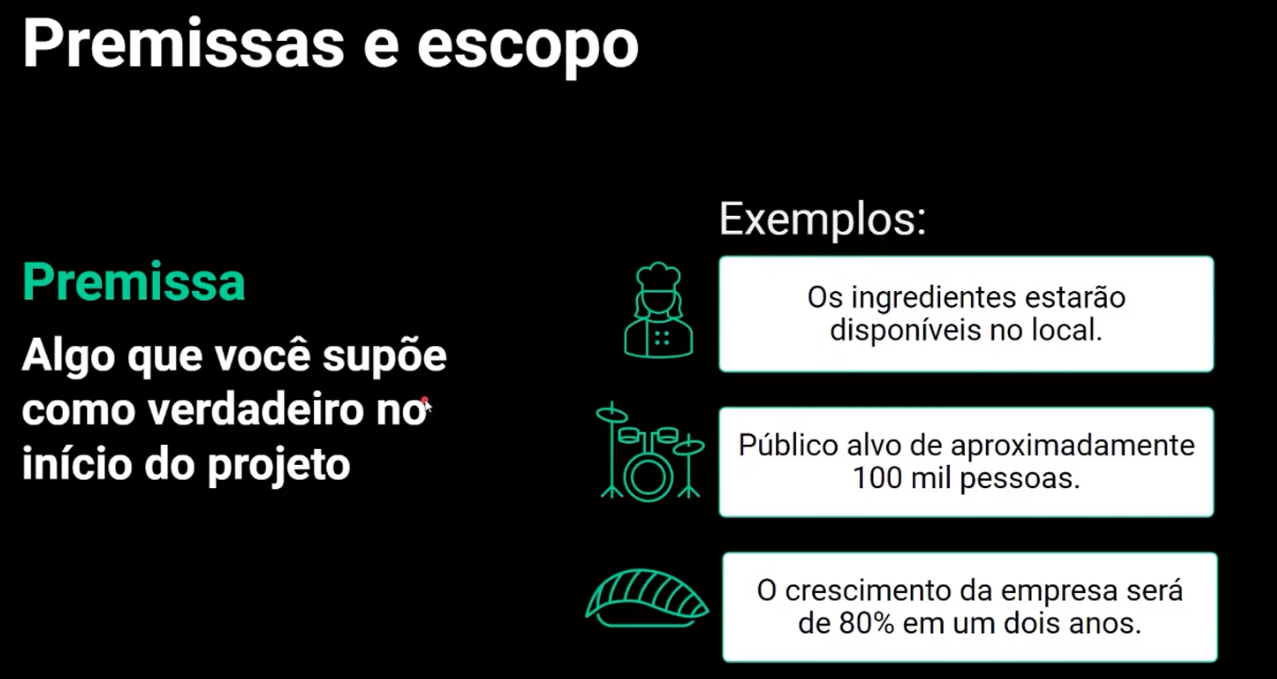 Premissas e escopo
Premissa
Algo que você supõe
como verdadeiro no
início do projeto
Exemplos:
Os ingredientes estarão
disponíveis no local.
Público alvo de aproximadamente
100 mil pessoas.
O crescimento da empresa será
de 80% em um dois anos.